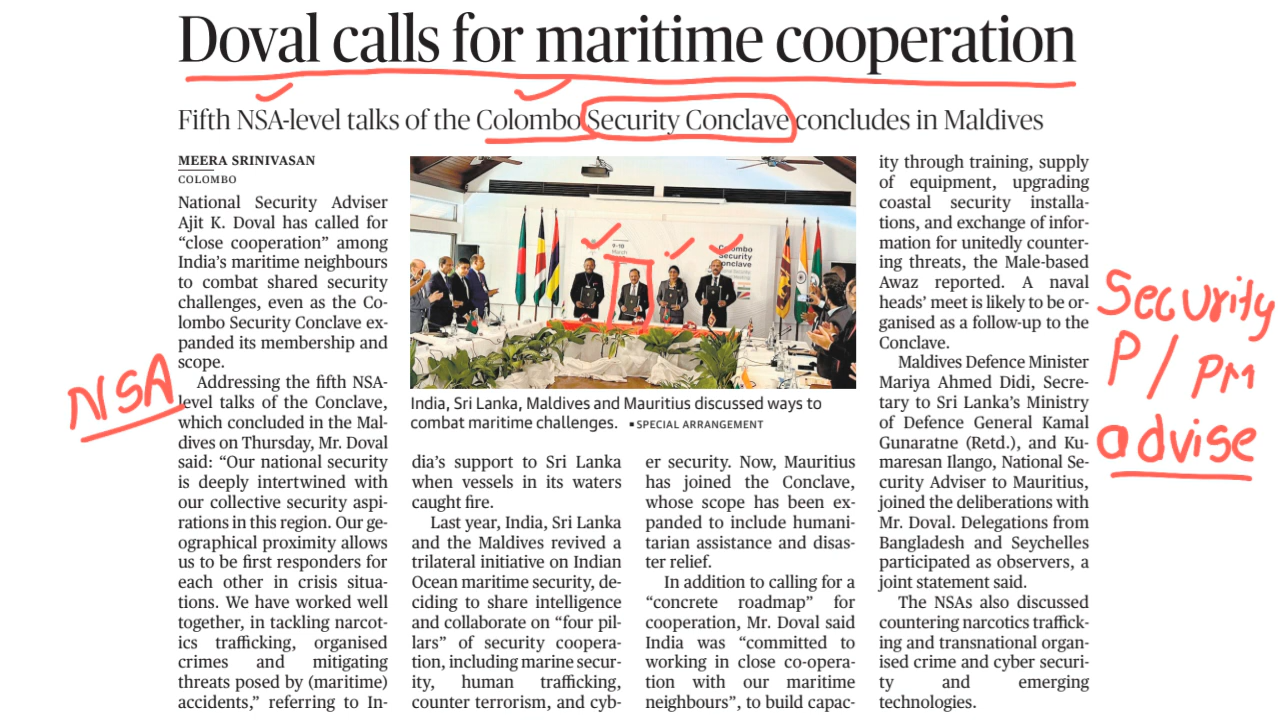 Doval calls for maritime cooperation
Fifth NSA-level talks of the Colombo Security Conclave concludes in Maldives
MEERA SRINIVASAN
COLOMBO
National Security Adviser
Ajit K. Doval has called for
“close cooperation” among
India’s maritime neighbours
to combat shared security
challenges, even as the Co-
lombo Security Conclave ex-
panded its membership and
scope.
Addressing the fifth NSA-
level talks of the Conclave,
which concluded in the Mal-
dives on Thursday, Mr. Doval
said: “Our national security
is deeply intertwined with
our collective security aspi-
rations in this region. Our ge-
ographical proximity allows
us to be first responders for
each other in crisis situa-
tions. We have worked well
together, in tackling narcot-
ics trafficking, organised
crimes and mitigating
threats posed by (maritime)
accidents,” referring to In-
NSA
9-10
March
Colombo
Security
Conclave
India, Sri Lanka, Maldives and Mauritius discussed ways to
combat maritime challenges. ▪ SPECIAL ARRANGEMENT
dia’s support to Sri Lanka
when vessels in its waters
caught fire.
Last year, India, Sri Lanka
and the Maldives revived a
trilateral initiative on Indian
Ocean maritime security, de-
ciding to share intelligence
and collaborate on “four pil-
lars” of security coopera-
tion, including marine secur-
ity, human trafficking,
counter terrorism, and cyb-
er security. Now, Mauritius
has joined the Conclave,
whose scope has been ex-
panded to include humani-
tarian assistance and disas-
ter relief.
In addition to calling for a
“concrete roadmap” for
cooperation, Mr. Doval said
India was “committed to
working in close co-opera-
tion with our maritime
neighbours”, to build capac-
ity through training, supply
of equipment, upgrading
coastal security installa-
tions, and exchange of infor-
mation for unitedly counter-
ing threats, the Male-based
Awaz reported. A naval
heads’ meet is likely to be or-
ganised as a follow-up to the
Conclave.
Maldives Defence Minister
Mariya Ahmed Didi, Secre-
tary to Sri Lanka’s Ministry
of Defence General Kamal
Gunaratne (Retd.), and Ku-
maresan Ilango, National Se-
curity Adviser to Mauritius,
joined the deliberations with
Mr. Doval. Delegations from
Bangladesh and Seychelles
participated as observers, a
joint statement said.
The NSAs also discussed
countering narcotics traffick-
ing and transnational organ-
ised crime and cyber securi-
ty and emerging
technologies.
Security
P / PM
advise